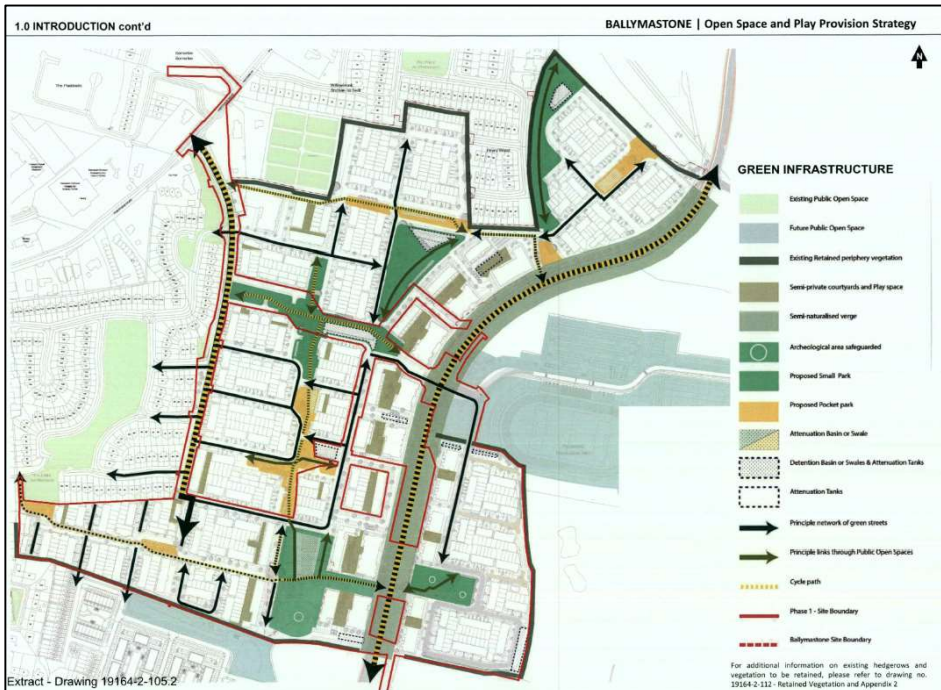 1.0 INTRODUCTION cont'd
BALLYMASTONE | Open Space and Play Provision Strategy
N
GREEN INFRASTRUCTURE
Existing Public Open Space
Future Public Open Space
Existing Retained periphery vegetation
Semi-private courtyards and Play space
Semi-naturalised verge
Archeological area safeguarded
Proposed Small Park
Proposed Pocket park
Attenuation Basin or Swale
Detention Basin or Swales & Attenuation Tanks
Attenuation Tanks
Principle network of green streets
Principle links through Public Open Spaces
Cycle path
Phase 1 - Site Boundary
Ballymastone Site Boundary
For additional information on existing hedgerows and
vegetation to be retained, please refer to drawing no.
19164-2-112 - Retained Vegetation and Appendix 2
Extract - Drawing 19164-2-105.2